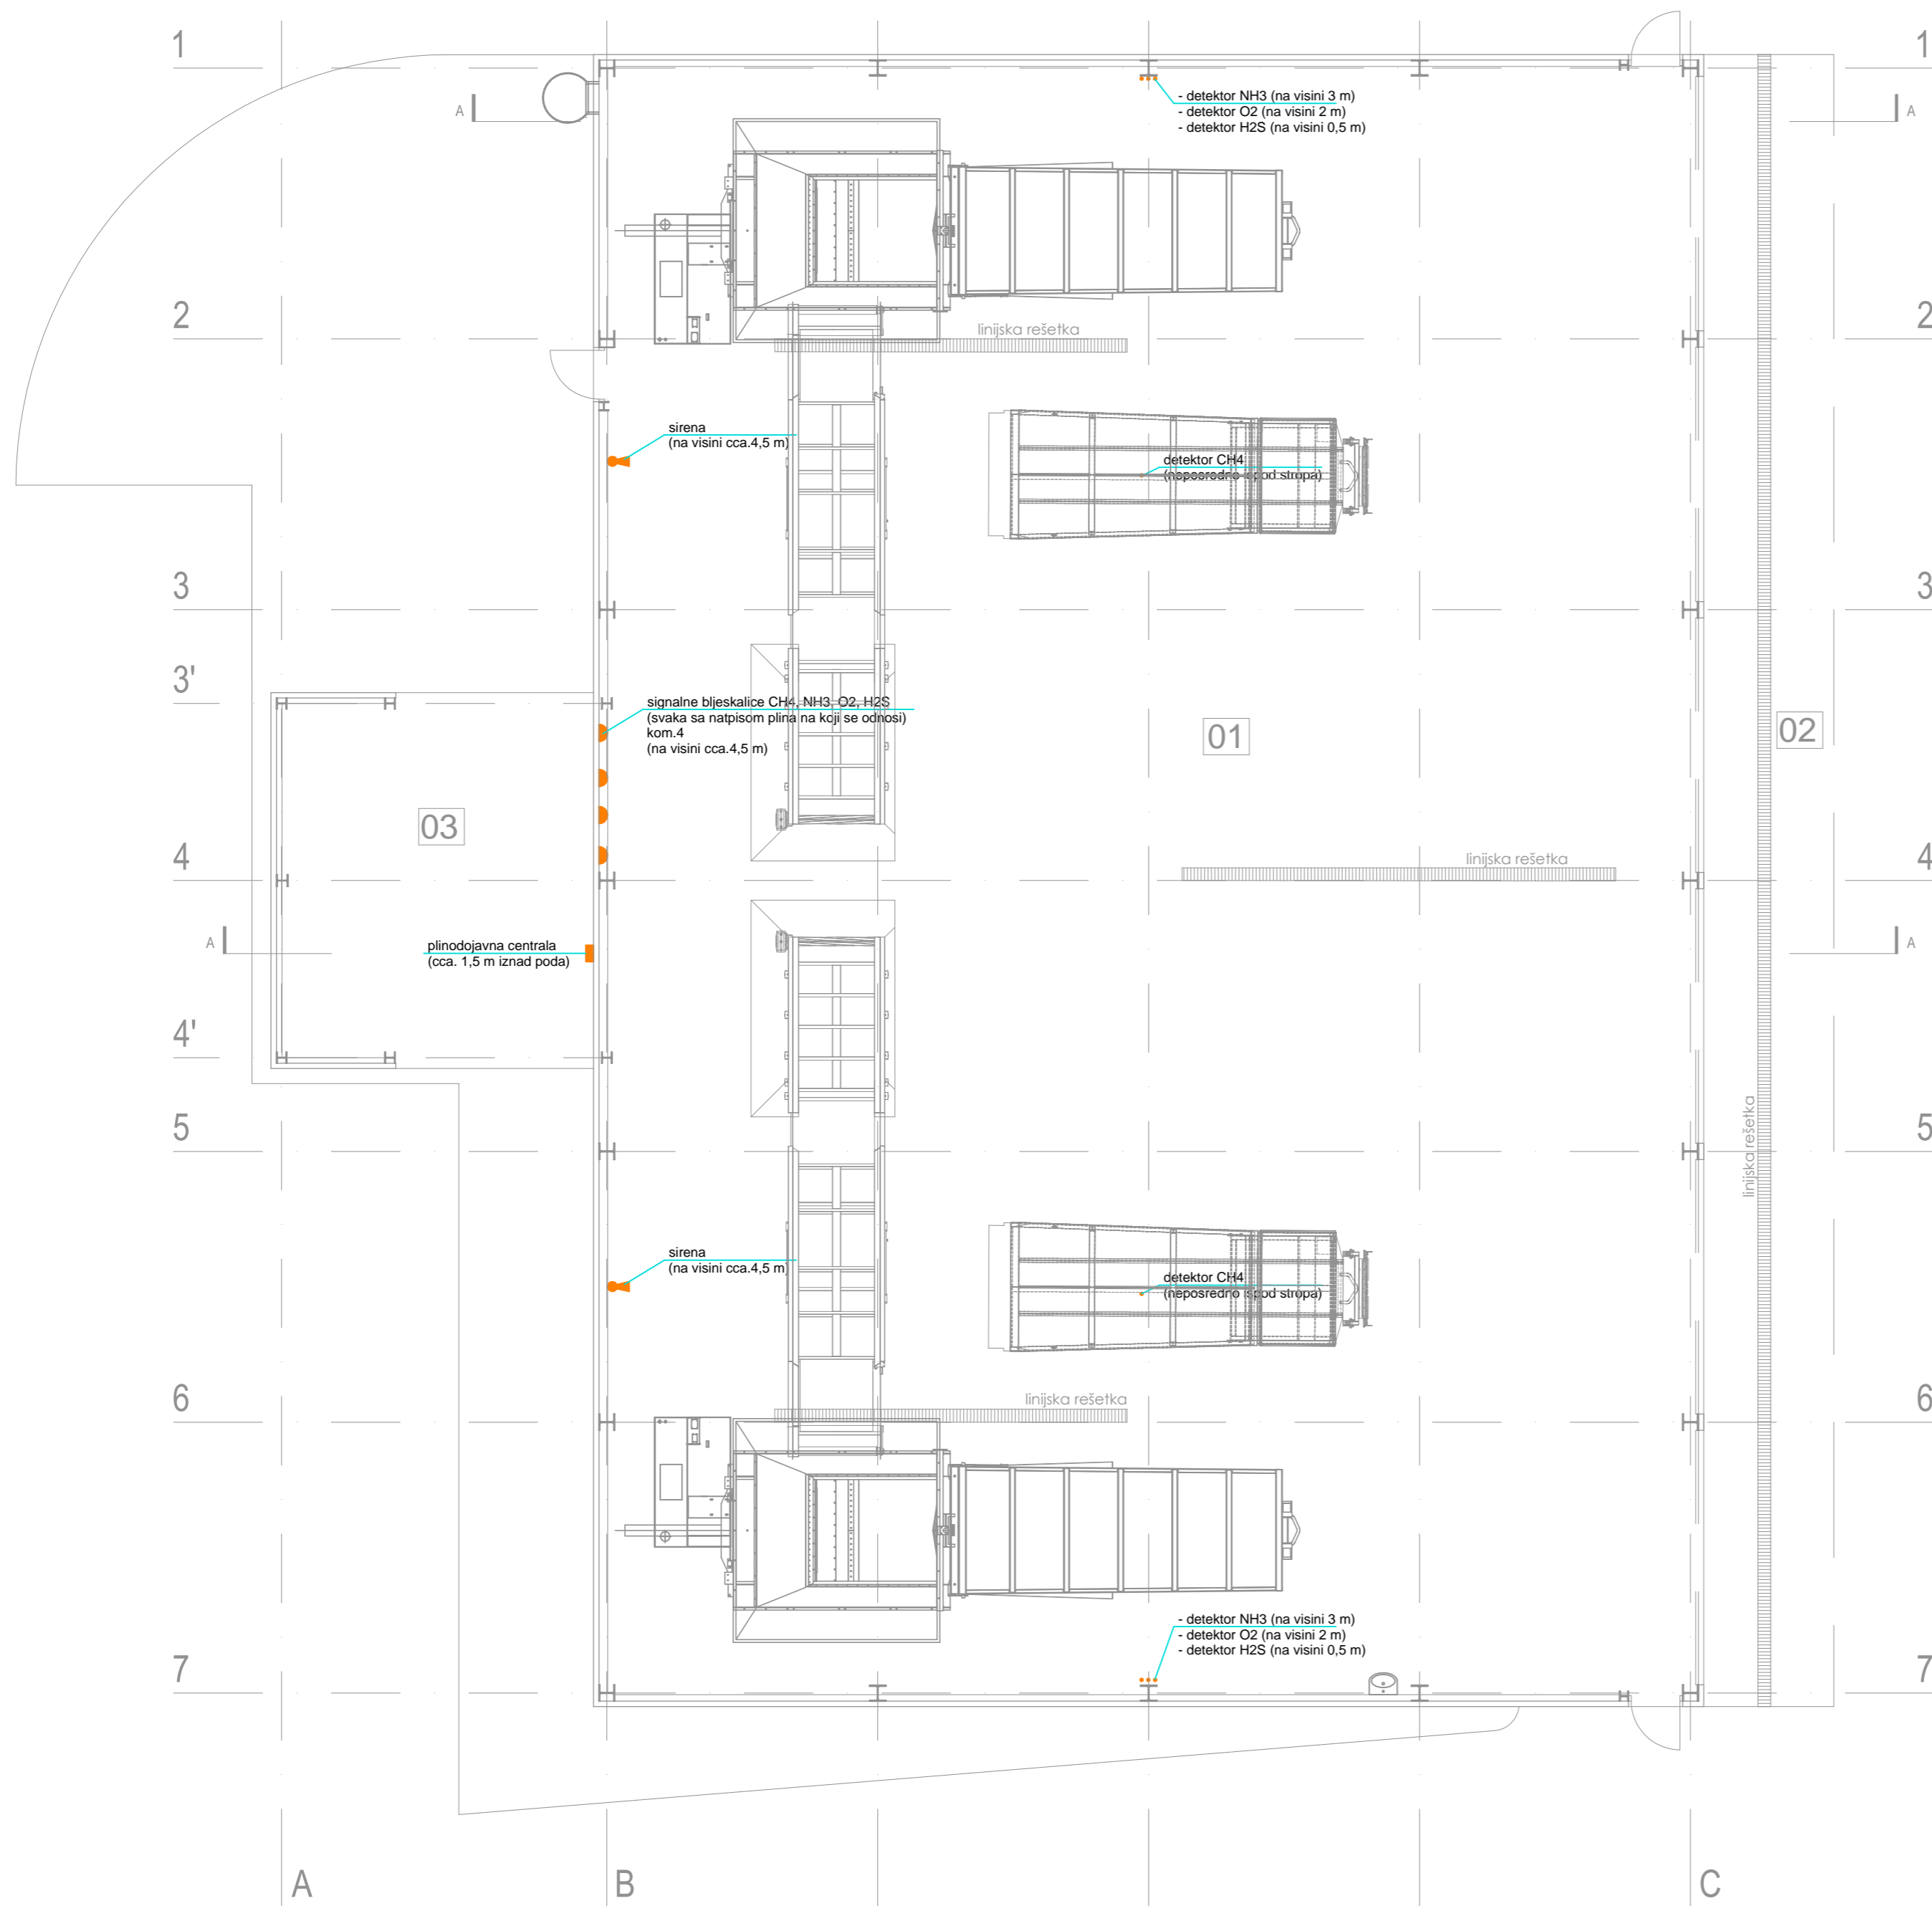 1
1
A
A
- detektor NH3 (na visini 3 m)
- detektor O2 (na visini 2 m)
- detektor H2S (na visini 0,5 m)
2
2
linijska rešetka
sirena
(na visini cca.4,5 m)
detektor CH4
(neposredno ispod stropa)
3
3
3'
signalne bljeskalice CH4, NH3, O2, H2S
(svaka sa natpisom plina na koji se odnosi)
kom.4
(na visini cca.4,5 m)
01
02
03
4
4
linijska rešetka
A
A
plinodojavna centrala
(cca. 1,5 m iznad poda)
4'
5
5
linijska rešetka
sirena
(na visini cca.4,5 m)
detektor CH4
(neposredno ispod stropa)
6
6
linijska rešetka
- detektor NH3 (na visini 3 m)
- detektor O2 (na visini 2 m)
- detektor H2S (na visini 0,5 m)
7
7
A
B
C